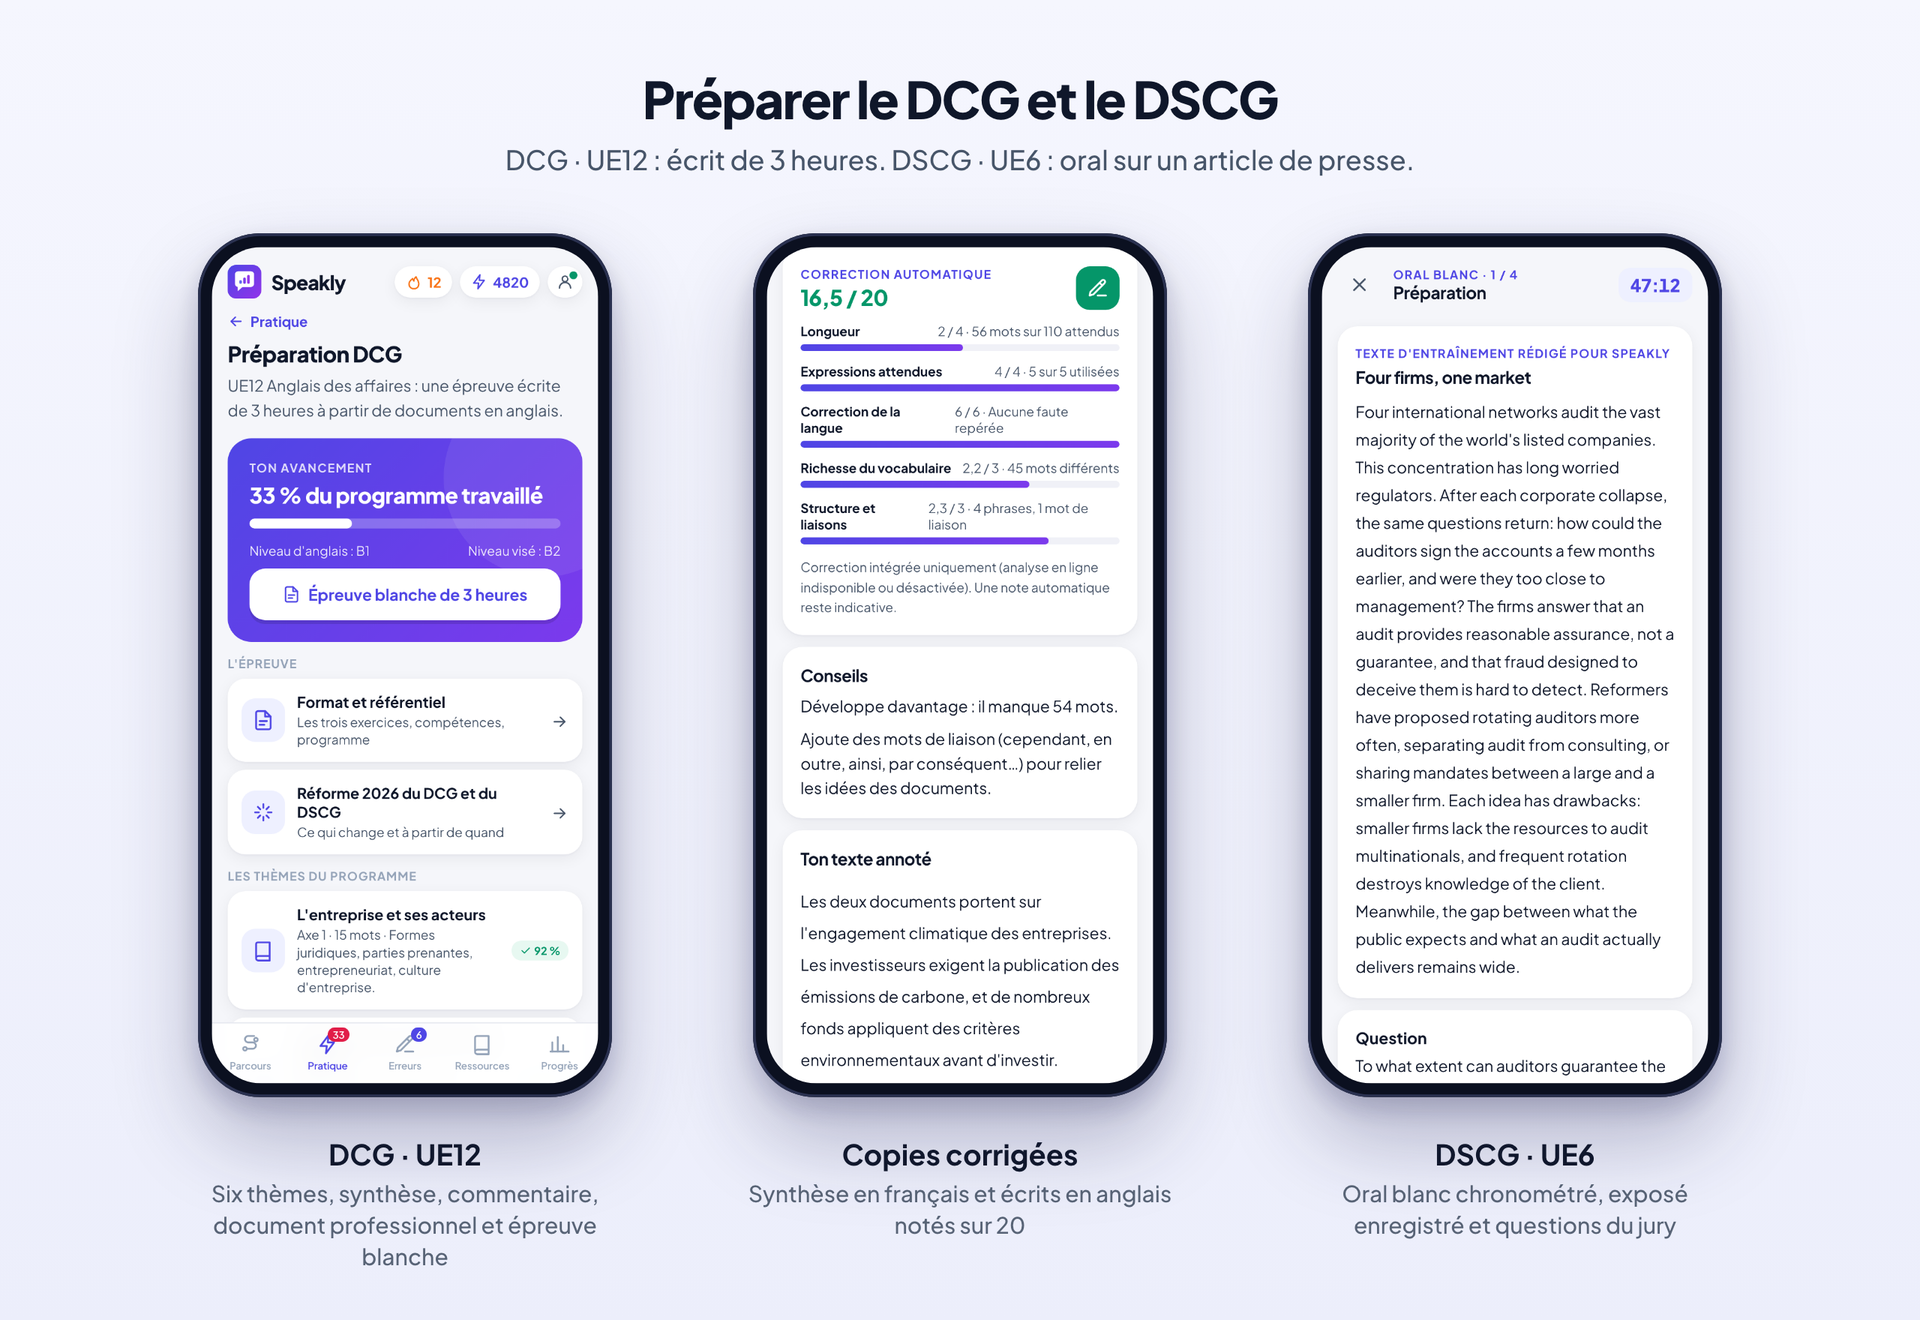 Préparer le DCG et le DSCG
DCG · UE12 : écrit de 3 heures. DSCG · UE6 : oral sur un article de presse.
Speakly
12
4820
← Pratique
Préparation DCG
UE12 Anglais des affaires : une épreuve écrite
de 3 heures à partir de documents en anglais.
TON AVANCEMENT
33 % du programme travaillé
Niveau d'anglais : B1
Niveau visé : B2
Épreuve blanche de 3 heures
L'ÉPREUVE
Format et référentiel
Les trois exercices, compétences,
programme
Réforme 2026 du DCG et du
DSCG
Ce qui change et à partir de quand
LES THÈMES DU PROGRAMME
L'entreprise et ses acteurs
Axe 1 · 15 mots · Formes
juridiques, parties prenantes,
entrepreneuriat, culture
d'entreprise.
92 %
33
6
Parcours
Pratique
Erreurs
Ressources
Progrès
DCG · UE12
Six thèmes, synthèse, commentaire,
document professionnel et épreuve
blanche
CORRECTION AUTOMATIQUE
16,5 / 20
Longueur
2 / 4 · 56 mots sur 110 attendus
Expressions attendues
4 / 4 · 5 sur 5 utilisées
Correction de la
langue
6 / 6 · Aucune faute
repérée
Richesse du vocabulaire
2,2 / 3 · 45 mots différents
Structure et
liaisons
2,3 / 3 · 4 phrases, 1 mot de
liaison
Correction intégrée uniquement (analyse en ligne
indisponible ou désactivée). Une note automatique
reste indicative.
Conseils
Développe davantage : il manque 54 mots.
Ajoute des mots de liaison (cependant, en
outre, ainsi, par conséquent…) pour relier
les idées des documents.
Ton texte annoté
Les deux documents portent sur
l'engagement climatique des entreprises.
Les investisseurs exigent la publication des
émissions de carbone, et de nombreux
fonds appliquent des critères
environnementaux avant d'investir.
Copies corrigées
Synthèse en français et écrits en anglais
notés sur 20
ORAL BLANC · 1 / 4
Préparation
47:12
TEXTE D'ENTRAÎNEMENT RÉDIGÉ POUR SPEAKLY
Four firms, one market
Four international networks audit the vast
majority of the world's listed companies.
This concentration has long worried
regulators. After each corporate collapse,
the same questions return: how could the
auditors sign the accounts a few months
earlier, and were they too close to
management? The firms answer that an
audit provides reasonable assurance, not a
guarantee, and that fraud designed to
deceive them is hard to detect. Reformers
have proposed rotating auditors more
often, separating audit from consulting, or
sharing mandates between a large and a
smaller firm. Each idea has drawbacks:
smaller firms lack the resources to audit
multinationals, and frequent rotation
destroys knowledge of the client.
Meanwhile, the gap between what the
public expects and what an audit actually
delivers remains wide.
Question
To what extent can auditors guarantee the
DSCG · UE6
Oral blanc chronométré, exposé
enregistré et questions du jury